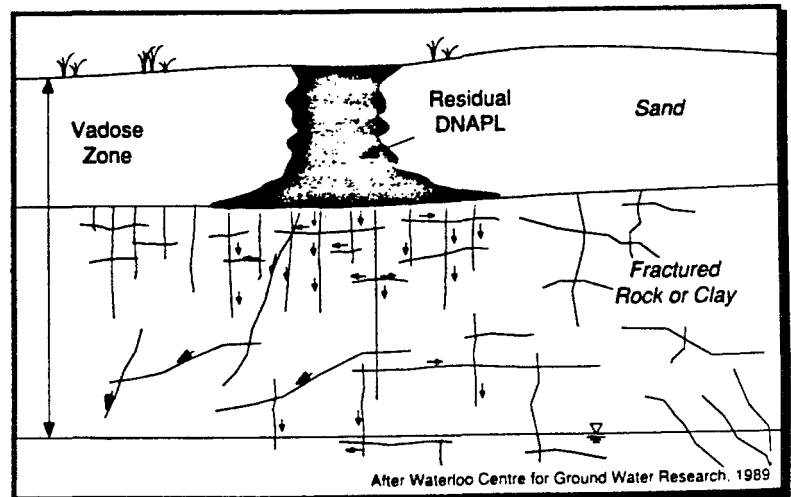 Vadose
Zone
Residual
DNAPL
Sand
Fractured
Rock or Clay
After Waterloo Centre for Ground Water Research, 1989